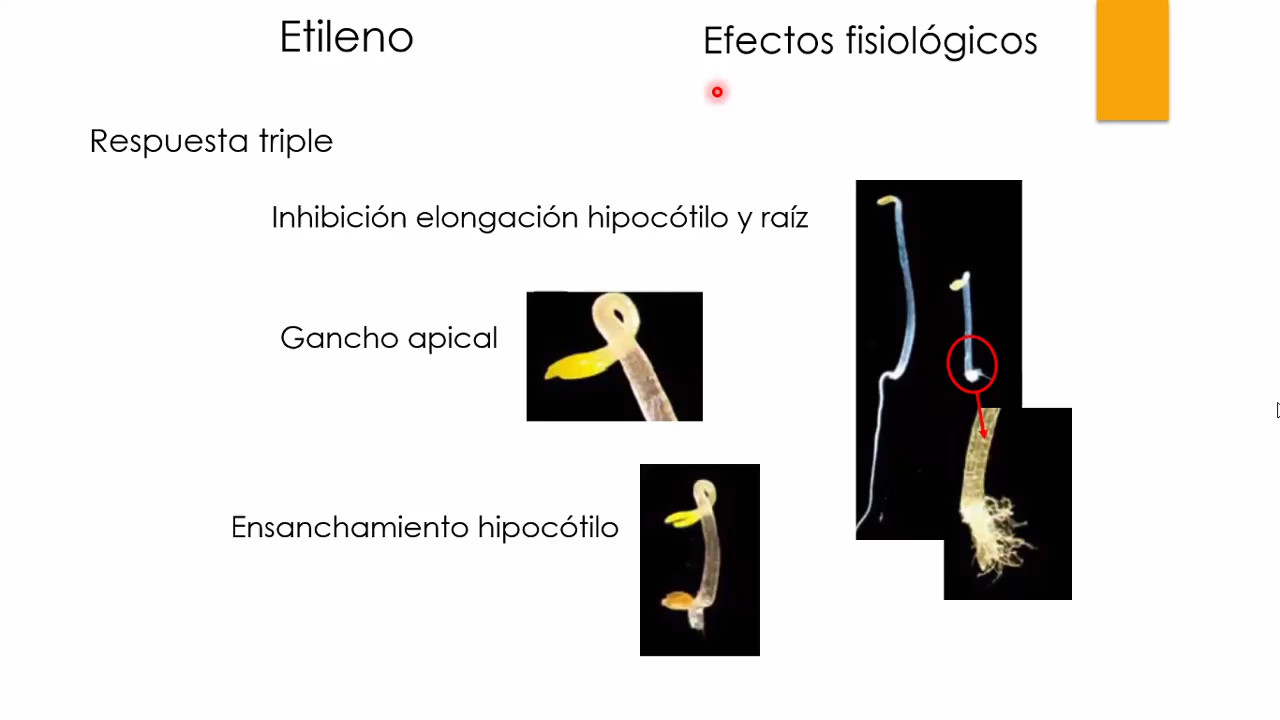 Etileno
Efectos fisiológicos
Respuesta triple
Inhibición elongación hipocótilo y raíz
Gancho apical
Ensanchamiento hipocótilo